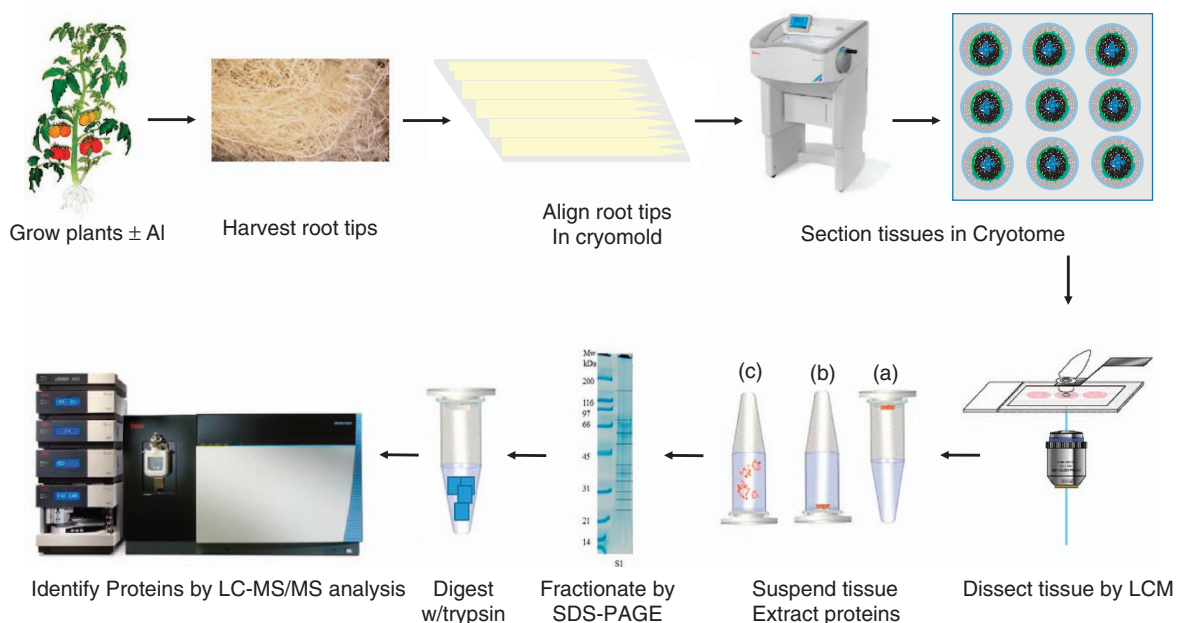 Grow plants ± Al
Harvest root tips
Align root tips
In cryomold
Section tissues in Cryotome
Dissect tissue by LCM
(c)
(b)
(a)
Suspend tissue
Extract proteins
Mw
kDa
200
116
97
66
45
31
21
14
S1
Fractionate by
SDS-PAGE
Digest
w/trypsin
Identify Proteins by LC-MS/MS analysis